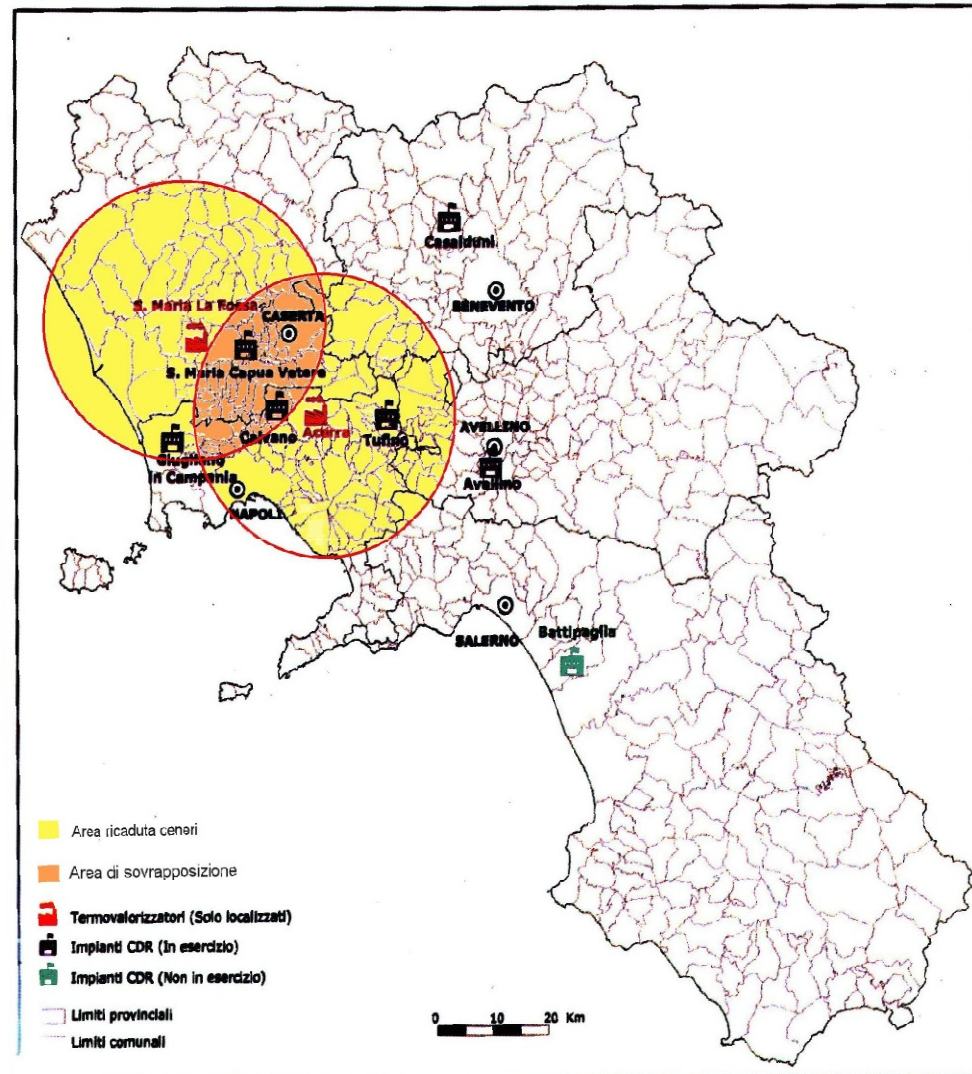 Casalduni
BENEVENTO
S. Maria La Fossa
CASERTA
S. Maria Capua Vetere
Caivano
Acerra
Tufino
AVELLINO
Avellino
Giugliano
in Campania
NAPOLI
SALERNO
Battipaglia
Area ricaduta ceneri
Area di sovrapposizione
Termovalorizzatori (Solo localizzati)
Impianti CDR (In esercizio)
Impianti CDR (Non in esercizio)
Limiti provinciali
Limiti comunali
0 10 20 Km